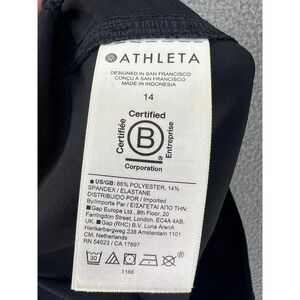 ATHLETA
DESIGNED IN SAN FRANCISCO
CONÇU À SAN FRANCISCO
MADE IN INDONESIA
14
Certified
Certifiée
B
Entreprise
Corporation
US/GB: 86% POLYESTER, 14%
SPANDEX / ELASTANE
DISTRIBUIDO POR / Imported
By/Importe Par / ΕΙΣΑΓΕΤΑΙ ΑΠΟ ΤΗΝ:
Gap Europe Ltd., 8th Floor, 20
Farringdon Street, London, EC4A 4AB,
UK; (RHC) Gap B.V. Luna ArenA
Herikerbergweg 238 Amsterdam 1101
CM, Netherlands
RN 54023 / CA 17897
30
1166